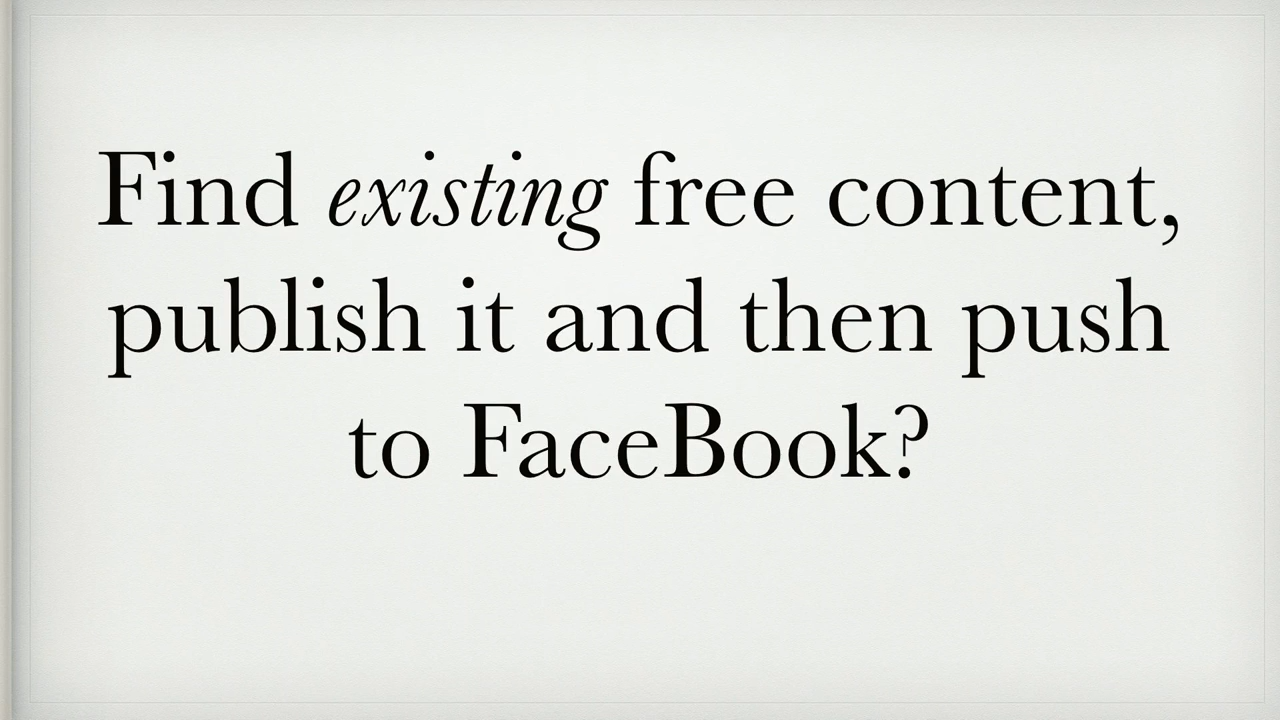 Find existing free content,
publish it and then push
to FaceBook?